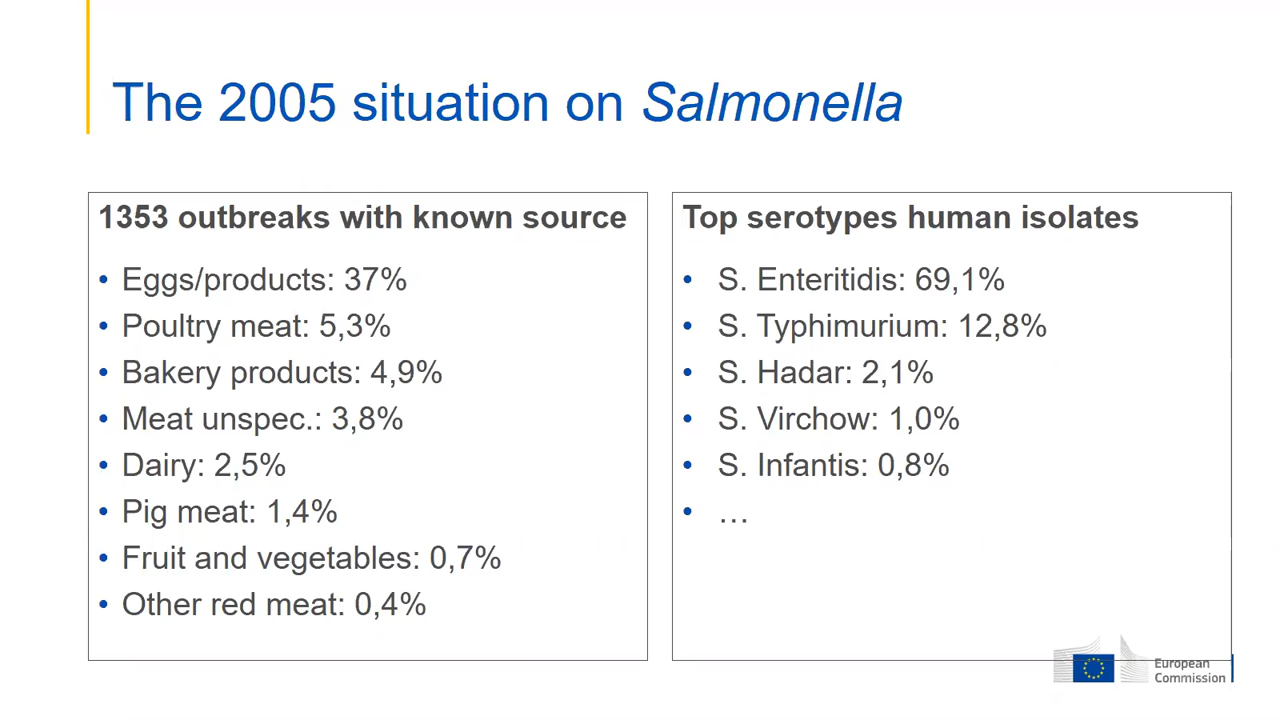 The 2005 situation on Salmonella
1353 outbreaks with known source
• Eggs/products: 37%
• Poultry meat: 5,3%
• Bakery products: 4,9%
• Meat unspec.: 3,8%
• Dairy: 2,5%
• Pig meat: 1,4%
• Fruit and vegetables: 0,7%
• Other red meat: 0,4%
Top serotypes human isolates
• S. Enteritidis: 69,1%
• S. Typhimurium: 12,8%
• S. Hadar: 2,1%
• S. Virchow: 1,0%
• S. Infantis: 0,8%
• …
European
Commission